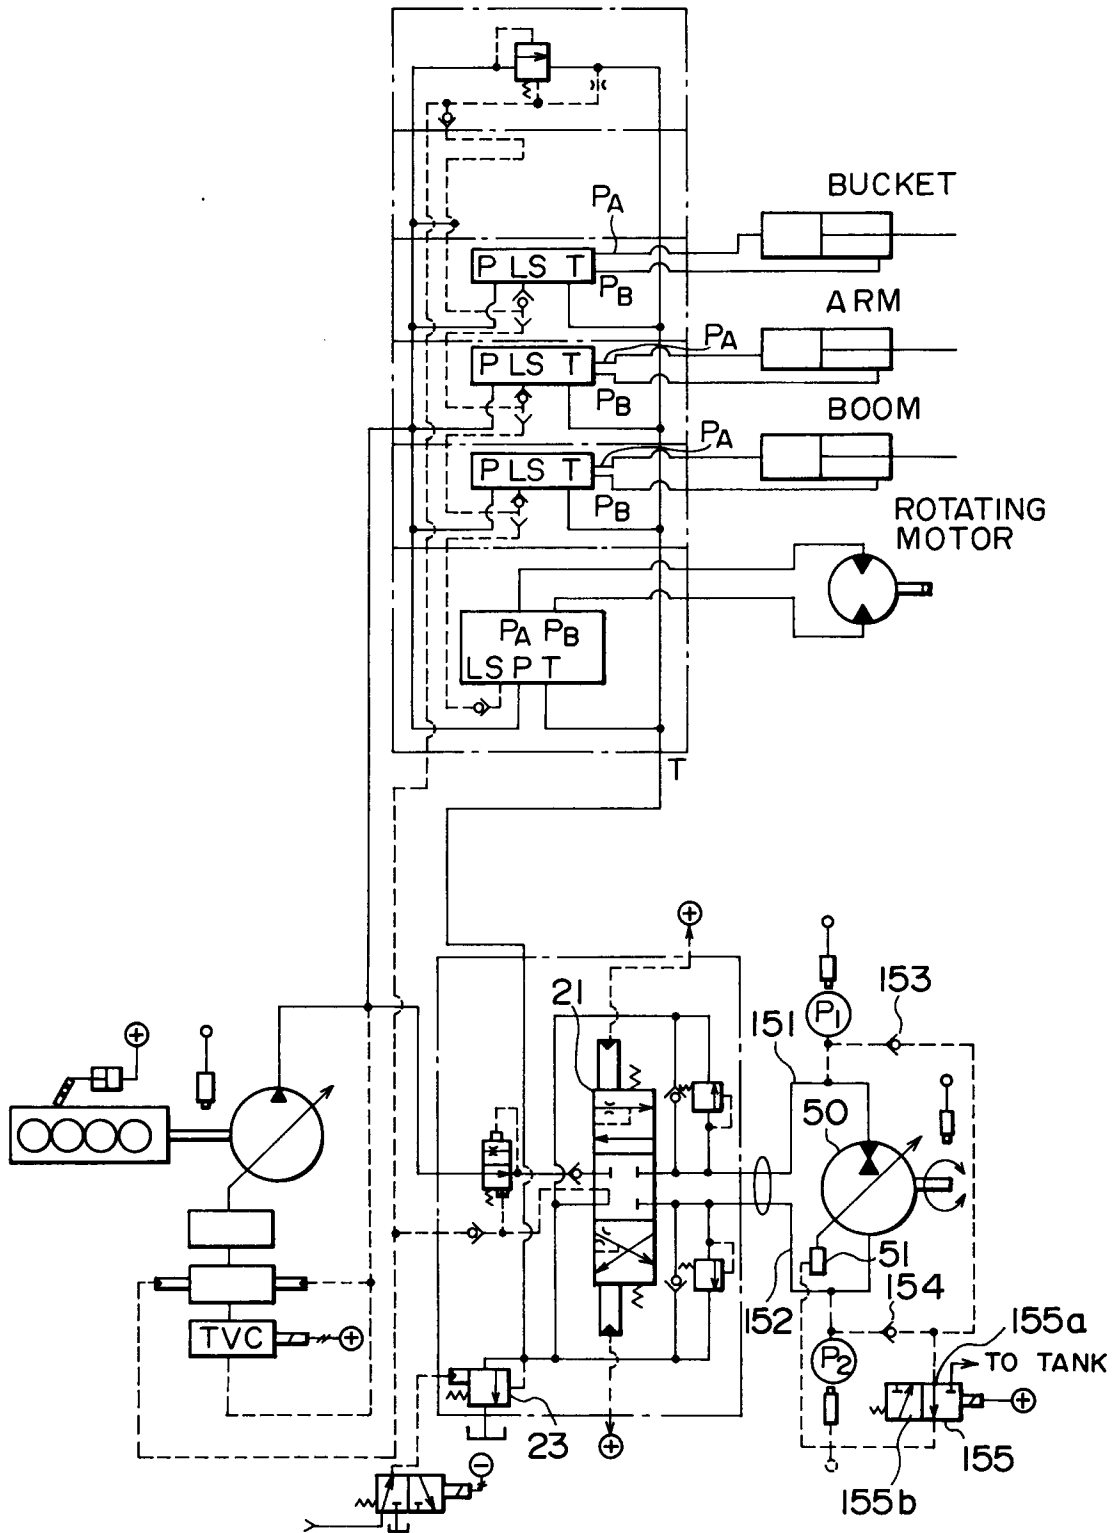 BUCKET
PA
P LS T
PB
ARM
PA
P LS T
PB
BOOM
PA
P LS T
PB
ROTATING
MOTOR
PA PB
LS P T
T
21
153
P1
151
50
51
TVC
152
154
155a
P2
TO TANK
23
155
155b